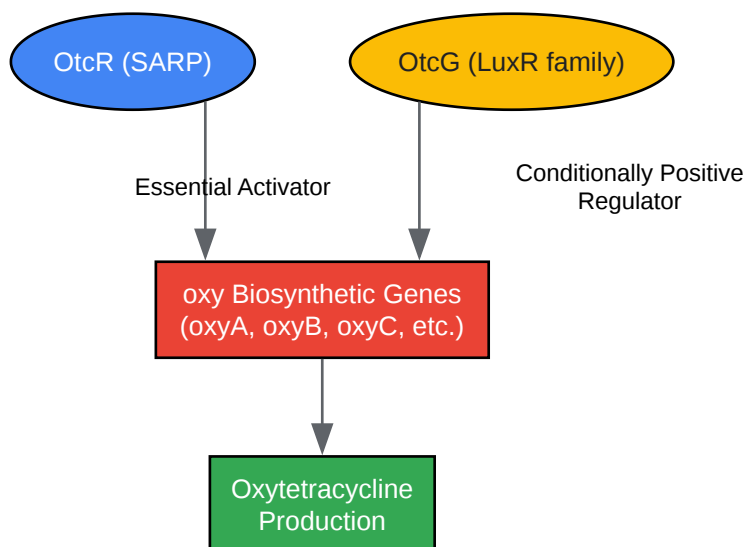 OtcR (SARP)
OtcG (LuxR family)
Essential Activator
Conditionally Positive
Regulator
oxy Biosynthetic Genes
(oxyA, oxyB, oxyC, etc.)
Oxytetracycline
Production